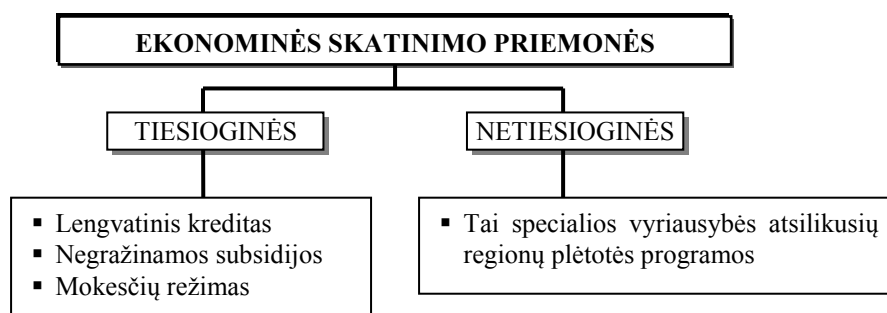 EKONOMINĖS SKATINIMO PRIEMONĖS
TIESIOGINĖS
NETIESIOGINĖS
▪ Lengvatinis kreditas
▪ Negražinamos subsidijos
▪ Mokesčių režimas
▪ Tai specialios vyriausybės atsilikusių
regionų plėtotės programos